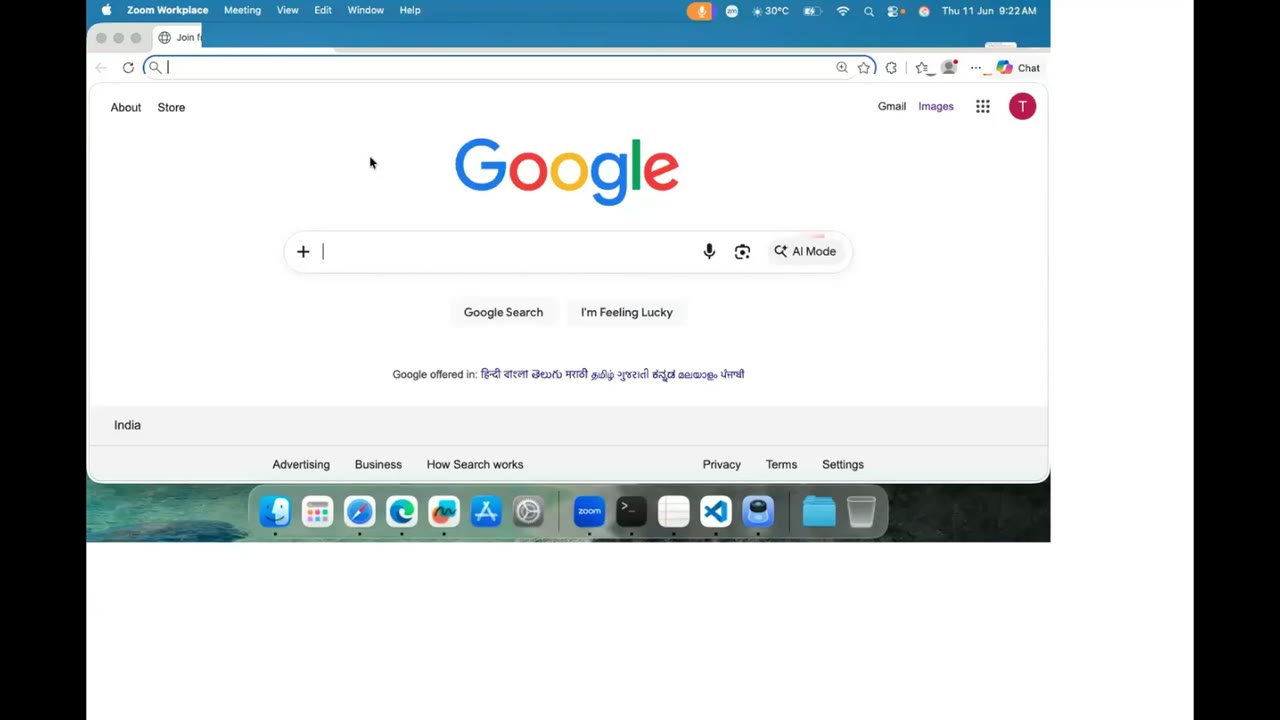 Zoom Workplace Meeting View Edit Window Help zm 30°C Thu 11 Jun 9:22 AM
Join f
Chat
About Store Gmail Images T
Google
AI Mode
Google Search I'm Feeling Lucky
Google offered in: हिन्दी বাংলা తెలుగు मराठी தமிழ் ગુજરાતી ಕನ್ನಡ മലയാളം ਪੰਜਾਬੀ
India
Advertising Business How Search works Privacy Terms Settings
zoom